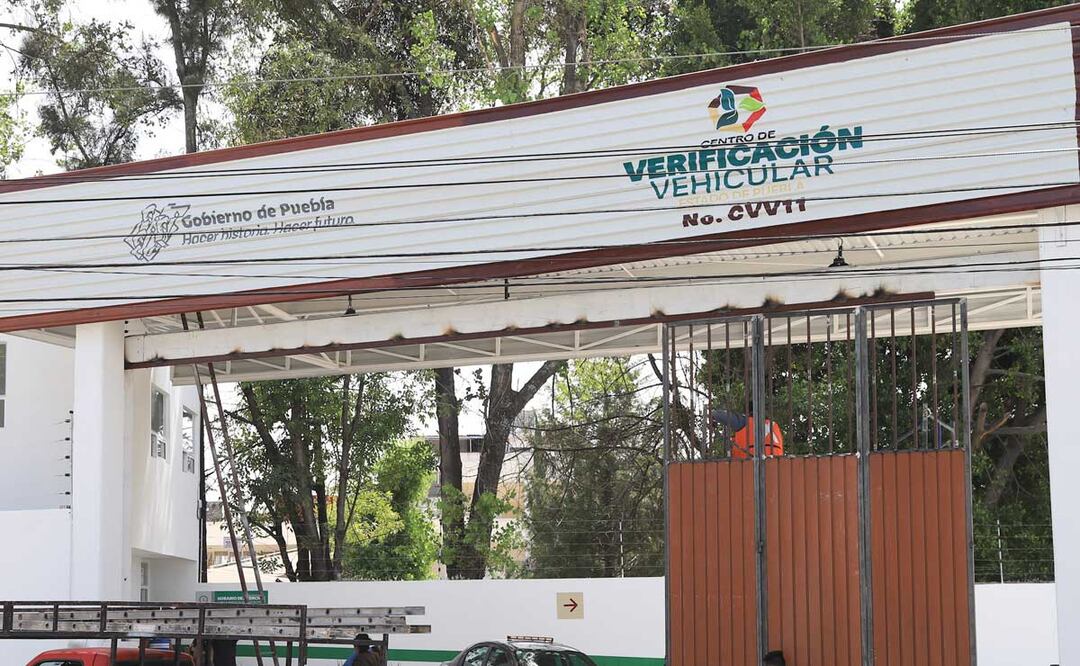 Gobierno de Puebla
Hacer historia. Hacer futuro.
CENTRO DE
VERIFICACIÓN
VEHICULAR
ESTADO DE PUEBLA
No. CVV11